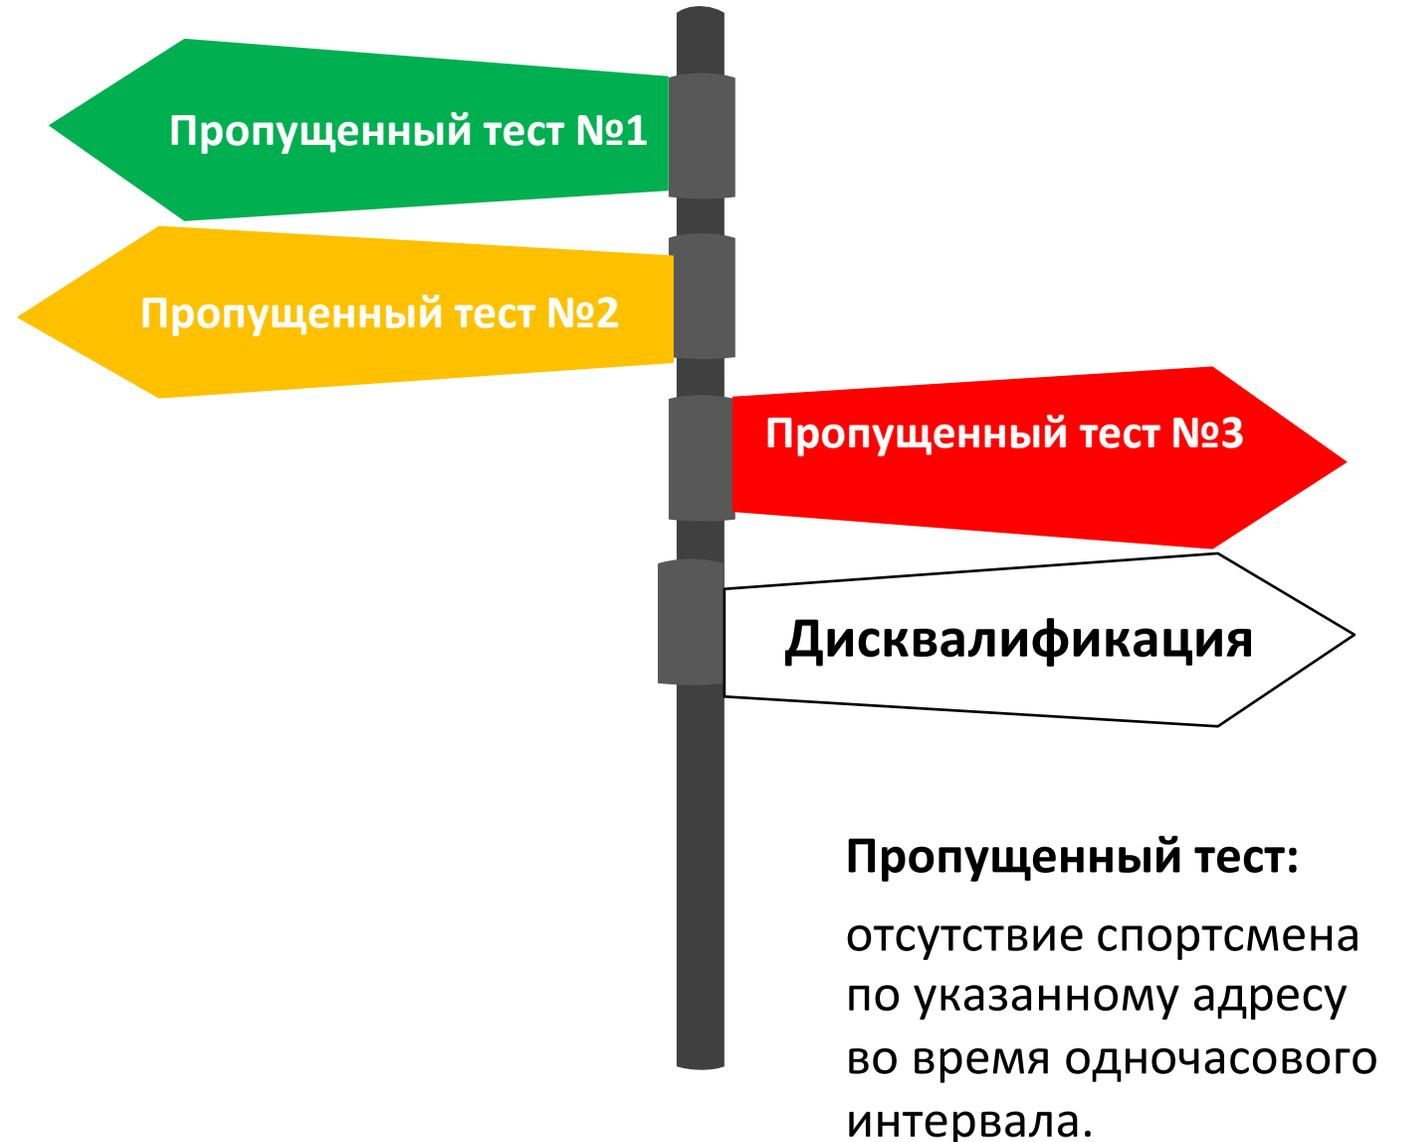 Пропущенный тест №1
Пропущенный тест №2
Пропущенный тест №3
Дисквалификация
Пропущенный тест:
отсутствие спортсмена
по указанному адресу
во время одночасового
интервала.